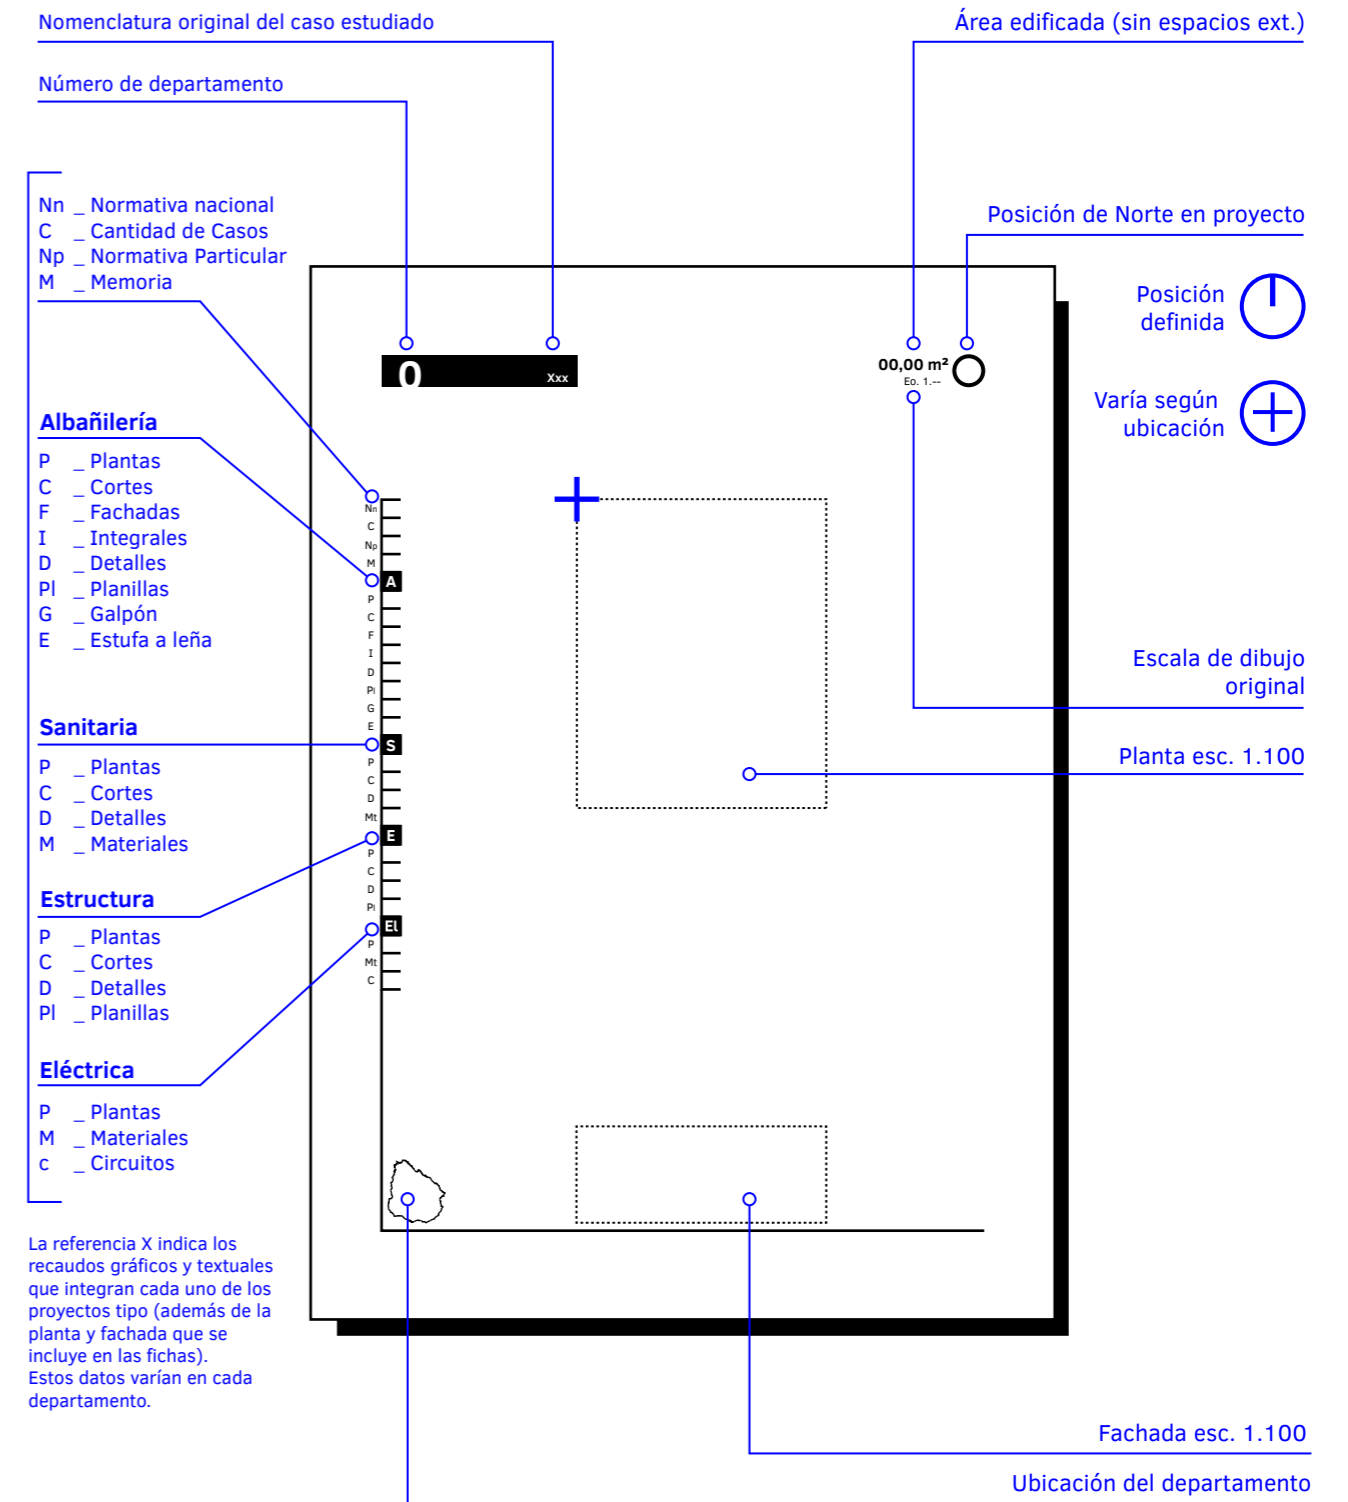 Nomenclatura original del caso estudiado
Número de departamento
Área edificada (sin espacios ext.)
Nn _ Normativa nacional
C _ Cantidad de Casos
Np _ Normativa Particular
M _ Memoria
Posición de Norte en proyecto
Posición
definida
Varía según
ubicación
0 Xxx
00,00 m²
Eo. 1.--
Albañilería
P _ Plantas
C _ Cortes
F _ Fachadas
I _ Integrales
D _ Detalles
Pl _ Planillas
G _ Galpón
E _ Estufa a leña
Sanitaria
P _ Plantas
C _ Cortes
D _ Detalles
M _ Materiales
Estructura
P _ Plantas
C _ Cortes
D _ Detalles
Pl _ Planillas
Eléctrica
P _ Plantas
M _ Materiales
c _ Circuitos
Nn
C
Np
M
A
P
C
F
I
D
Pl
G
E
S
P
C
D
Mt
E
P
C
D
Pl
El
P
Mt
C
Escala de dibujo
original
Planta esc. 1.100
La referencia X indica los
recaudos gráficos y textuales
que integran cada uno de los
proyectos tipo (además de la
planta y fachada que se
incluye en las fichas).
Estos datos varían en cada
departamento.
Fachada esc. 1.100
Ubicación del departamento